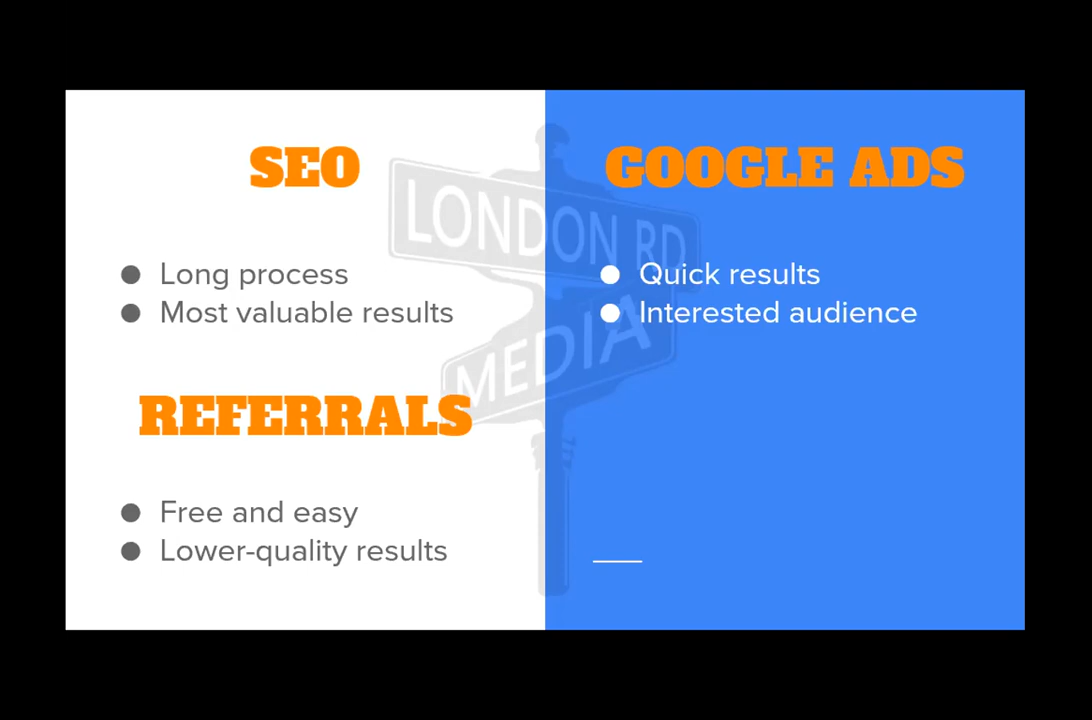 SEO
● Long process
● Most valuable results
REFERRALS
● Free and easy
● Lower-quality results
GOOGLE ADS
● Quick results
● Interested audience
LONDON RD
MEDIA